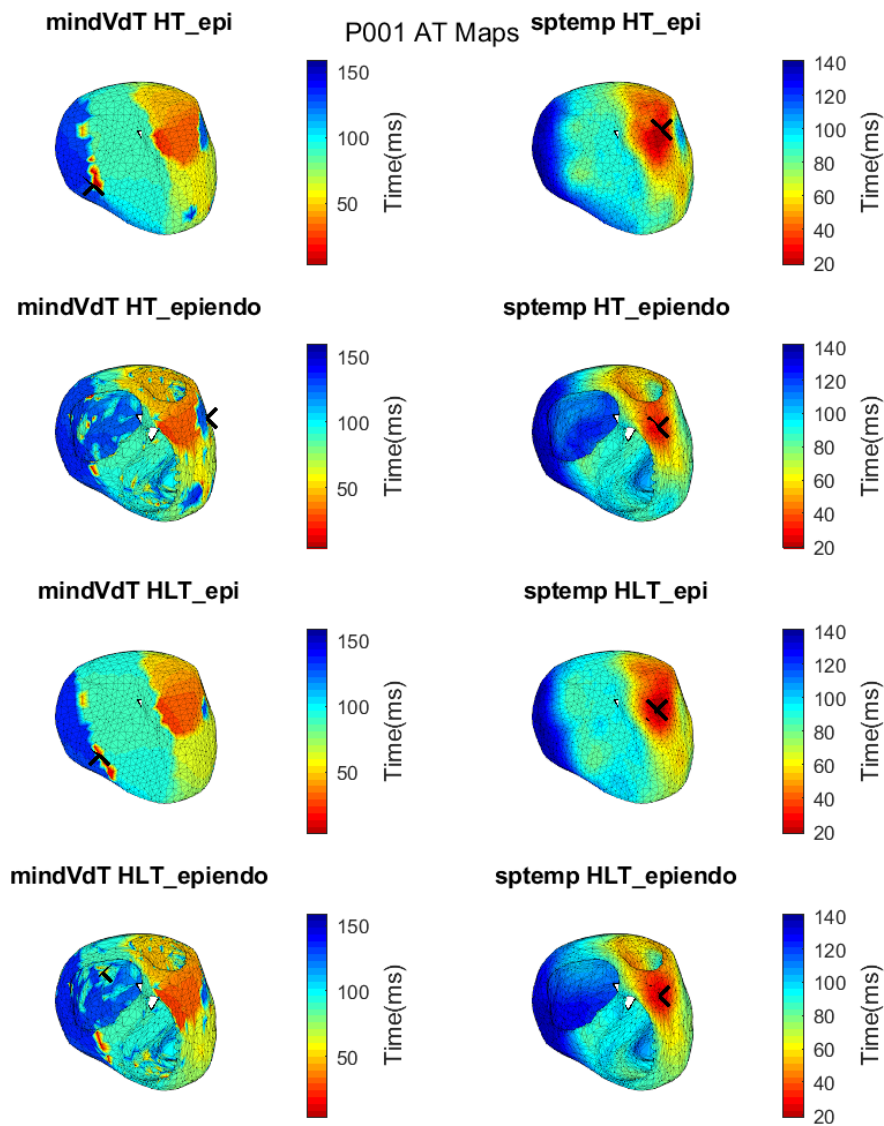 P001 AT Maps
mindVdT HT_epi
150
100
50
Time(ms)
sptemp HT_epi
140
120
100
80
60
40
20
Time(ms)
mindVdT HT_epiendo
150
100
50
Time(ms)
sptemp HT_epiendo
140
120
100
80
60
40
20
Time(ms)
mindVdT HLT_epi
150
100
50
Time(ms)
sptemp HLT_epi
140
120
100
80
60
40
20
Time(ms)
mindVdT HLT_epiendo
150
100
50
Time(ms)
sptemp HLT_epiendo
140
120
100
80
60
40
20
Time(ms)